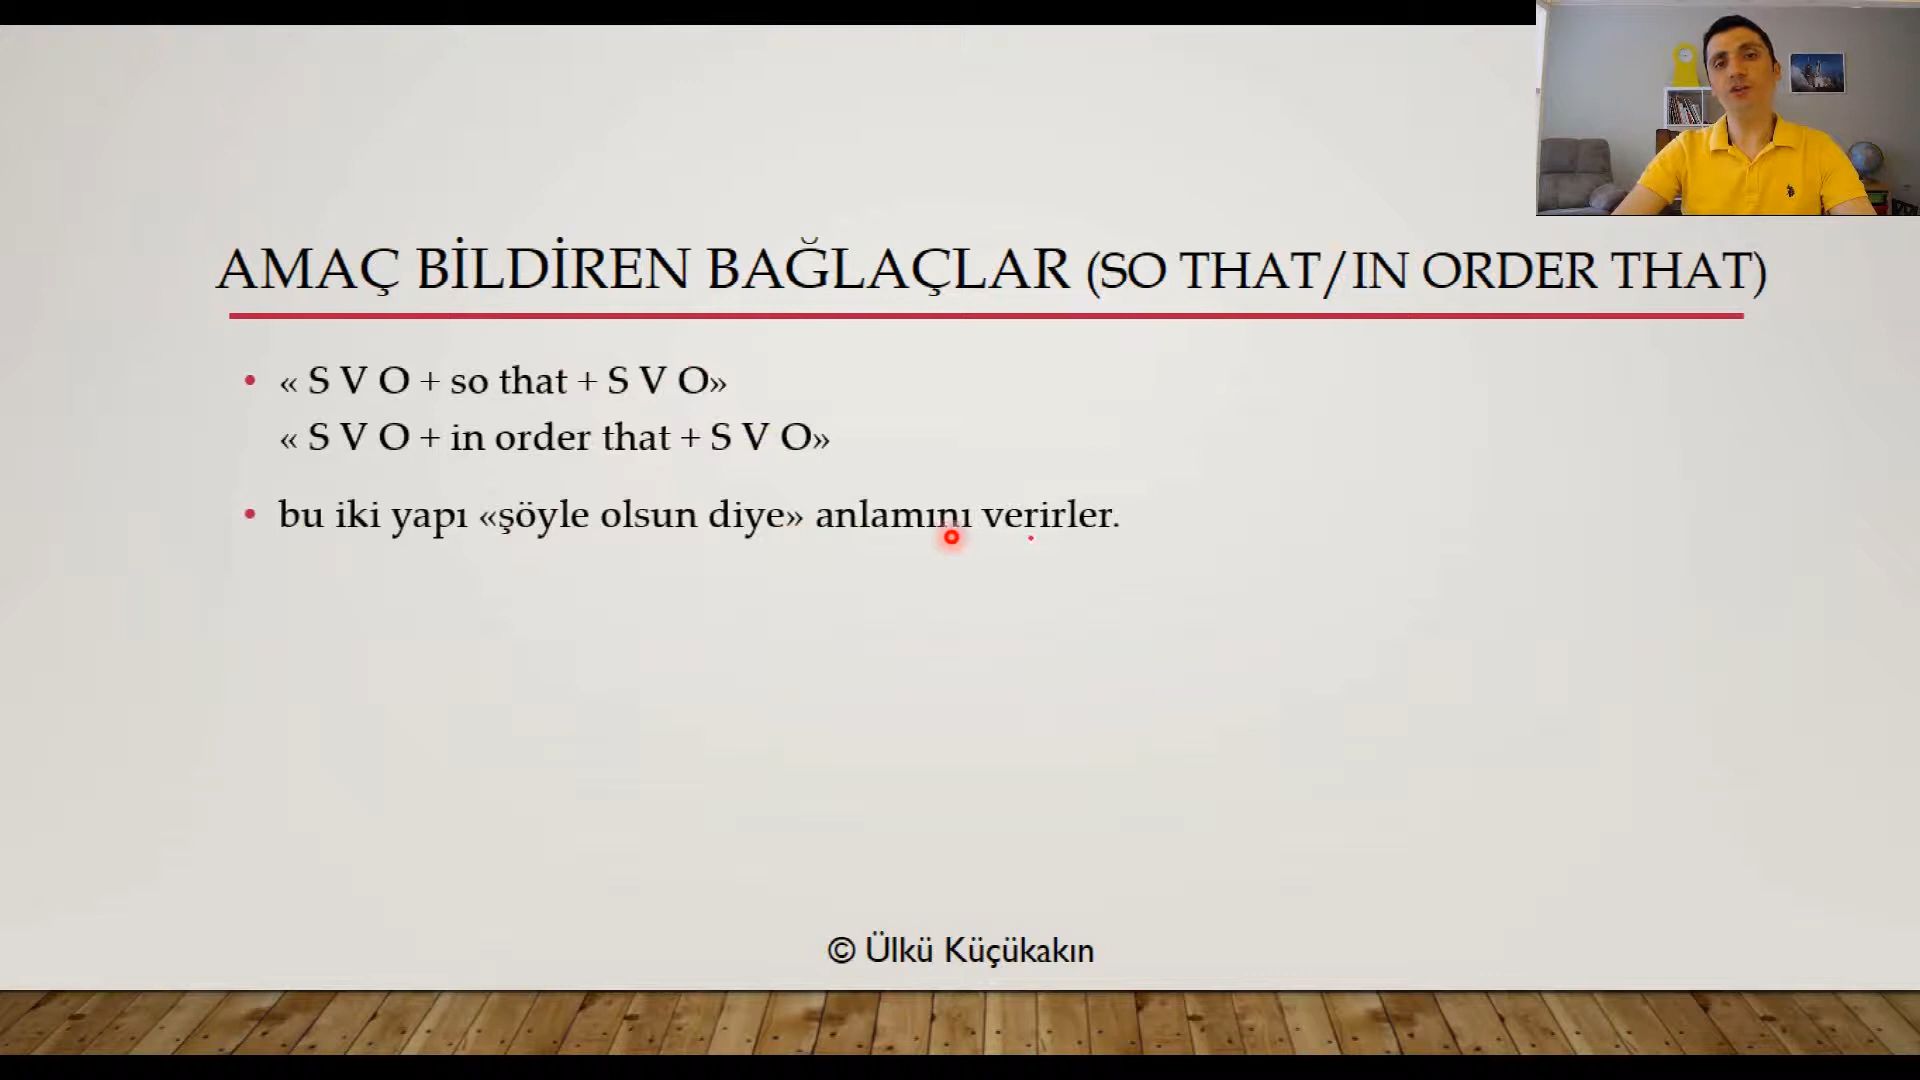 AMAÇ BİLDİREN BAĞLAÇLAR (SO THAT/IN ORDER THAT)
• « S V O + so that + S V O»
« S V O + in order that + S V O»
• bu iki yapı «şöyle olsun diye» anlamını verirler.
© Ülkü Küçükakın